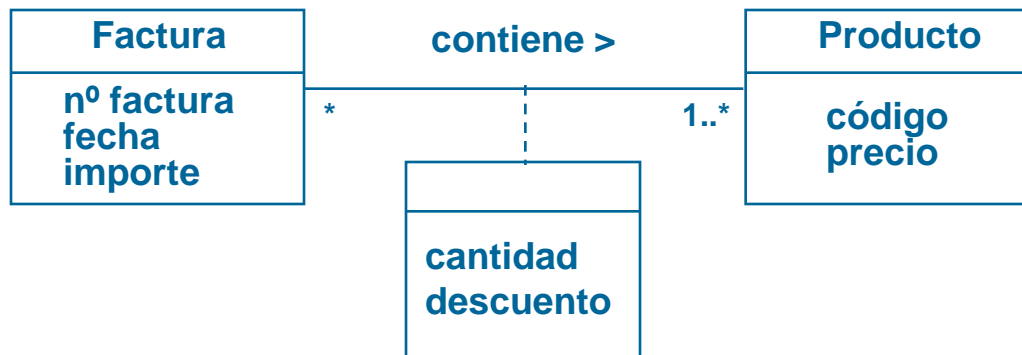 Factura
nº factura
fecha
importe
contiene >
*
1..*
Producto
código
precio
cantidad
descuento